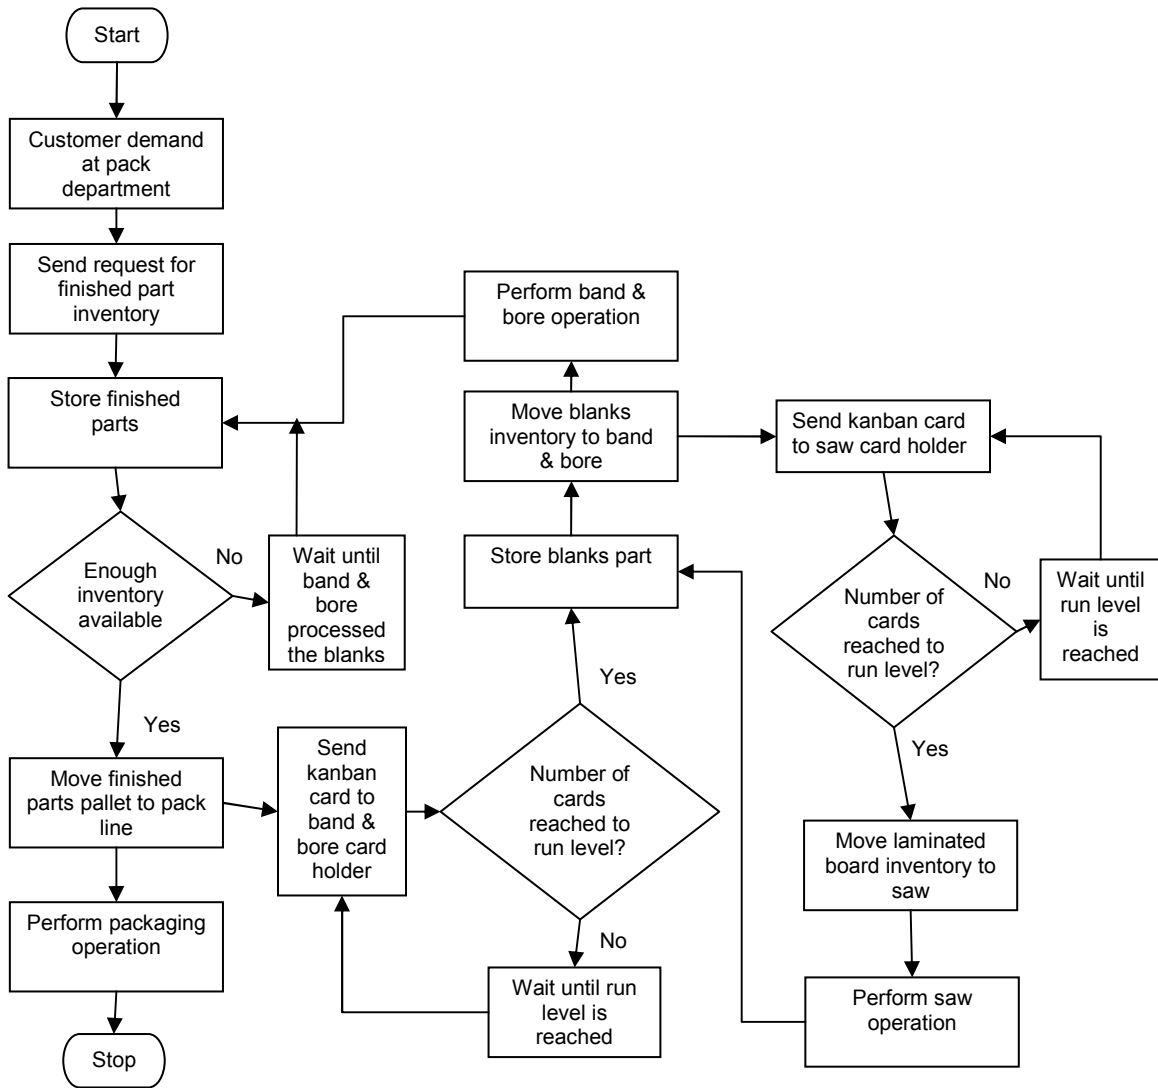 Start
Customer demand
at pack
department
Send request for
finished part
inventory
Store finished
parts
Enough
inventory
available
No
Wait until
band &
bore
processed
the blanks
Yes
Move finished
parts pallet to pack
line
Perform packaging
operation
Stop
Send
kanban
card to
band &
bore card
holder
Number of
cards
reached to
run level?
Yes
No
Wait until run
level is
reached
Store blanks part
Move blanks
inventory to band
& bore
Perform band &
bore operation
Send kanban card
to saw card holder
Number of
cards
reached to
run level?
No
Wait until
run level
is
reached
Yes
Move laminated
board inventory to
saw
Perform saw
operation